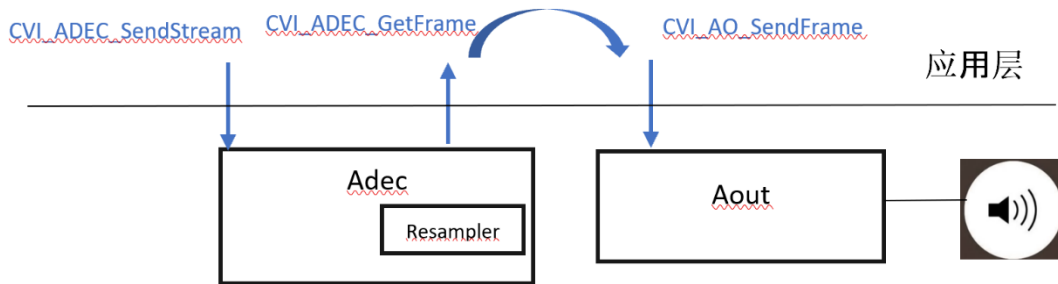 CVI_ADEC_SendStream
CVI_ADEC_GetFrame
CVI_AO_SendFrame
应用层
Adec
Resampler
Aout